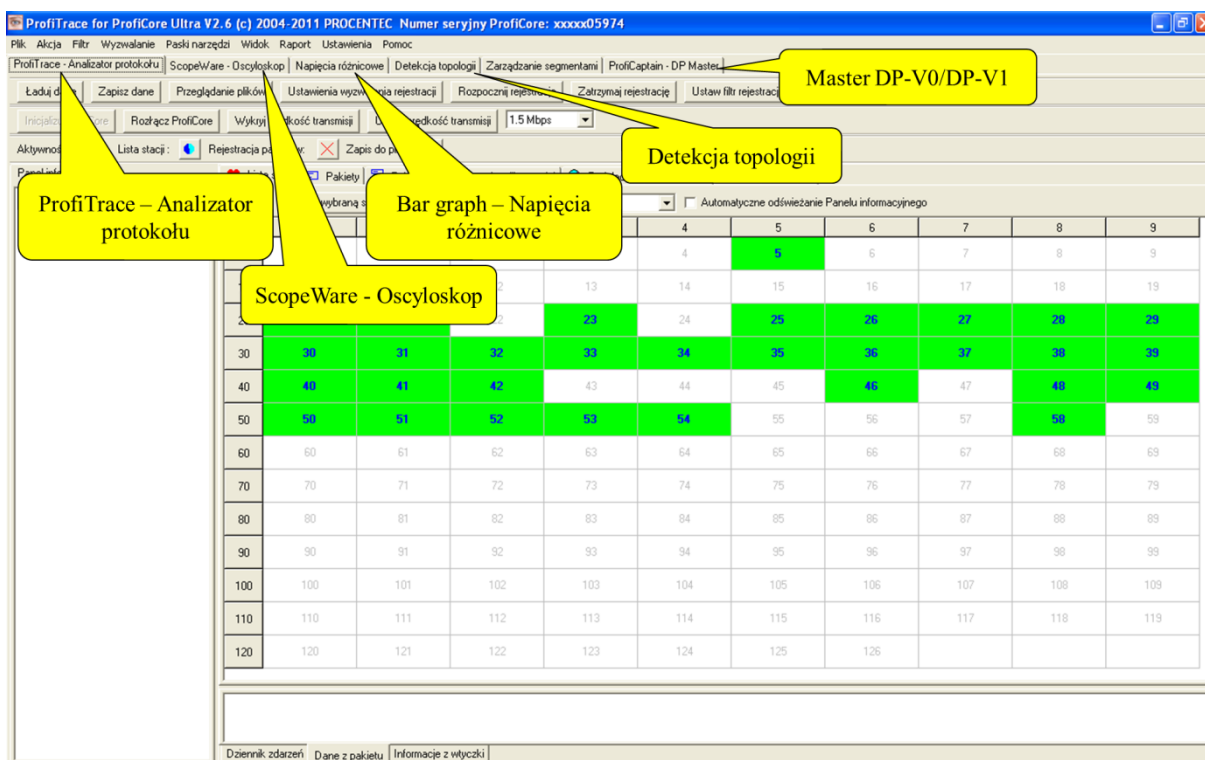 ProfiTrace for ProfiCore Ultra V2.6 (c) 2004-2011 PROCENTEC Numer seryjny ProfiCore: xxxxx05974
Plik Akcja Filtr Wyzwalanie Paski narzędzi Widok Raport Ustawienia Pomoc
ProfiTrace - Analizator protokołu ScopeWare - Oscyloskop Napięcia różnicowe Detekcja topologii Zarządzanie segmentami ProfiCaptain - DP Master
Master DP-V0/DP-V1
Ładuj Zapisz dane Przeglądanie plików Ustawienia rejestracji Rozpocznij Zatrzymaj rejestrację Ustaw filtr
Rozłącz ProfiCore transmisji transmisji 1.5 Mbps
Lista stacji: Rejestracja Zapis do
Detekcja topologii
Pakiety
ProfiTrace – Analizator
protokołu
Bar graph – Napięcia
różnicowe
Automatyczne odświeżanie Panelu informacyjnego
4 5 6 7 8 9
4 5 6 7 8 9
ScopeWare - Oscyloskop
13 14 15 16 17 18 19
23 24 25 26 27 28 29
30 30 31 32 33 34 35 36 37 38 39
40 40 41 42 43 44 45 46 47 48 49
50 50 51 52 53 54 55 56 57 58 59
60 60 61 62 63 64 65 66 67 68 69
70 70 71 72 73 74 75 76 77 78 79
80 80 81 82 83 84 85 86 87 88 89
90 90 91 92 93 94 95 96 97 98 99
100 100 101 102 103 104 105 106 107 108 109
110 110 111 112 113 114 115 116 117 118 119
120 120 121 122 123 124 125 126
Dziennik zdarzeń Dane z pakietu Informacje z wtyczki